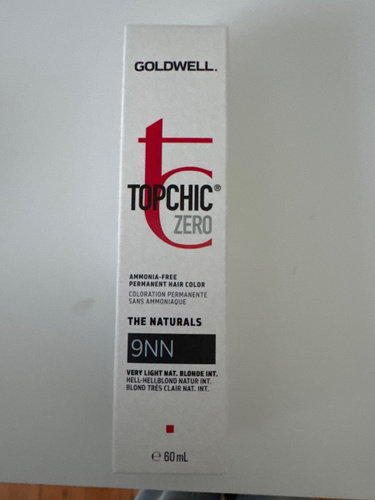 GOLDWELL.
tc
TOPCHIC®
ZERO
AMMONIA-FREE
PERMANENT HAIR COLOR
COLORATION PERMANENTE
SANS AMMONIAQUE
THE NATURALS
9NN
VERY LIGHT NAT. BLONDE INT.
HELL-HELLBLOND NATUR INT.
BLOND TRÈS CLAIR NAT. INT.
℮ 60 mL